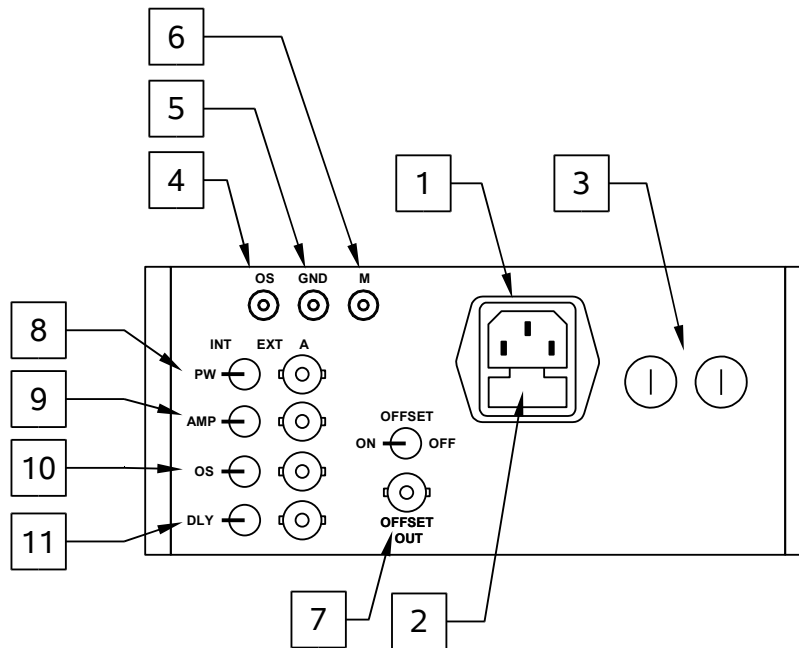 6
5
4
1
3
OS GND M
8
INT EXT A
PW
9
AMP
OFFSET
ON OFF
10
OS
11
DLY
OFFSET
OUT
7
2